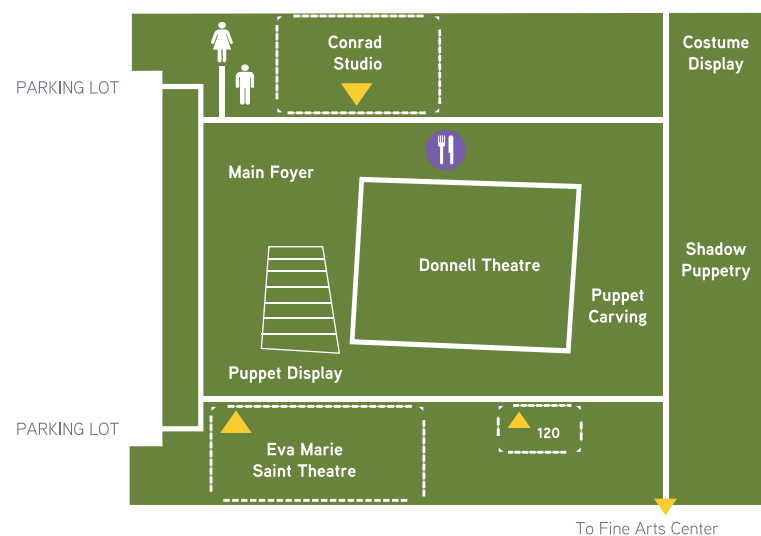 Conrad
Studio
Costume
Display
PARKING LOT
Main Foyer
Donnell Theatre
Shadow
Puppetry
Puppet
Carving
Puppet Display
PARKING LOT
Eva Marie
Saint Theatre
120
To Fine Arts Center